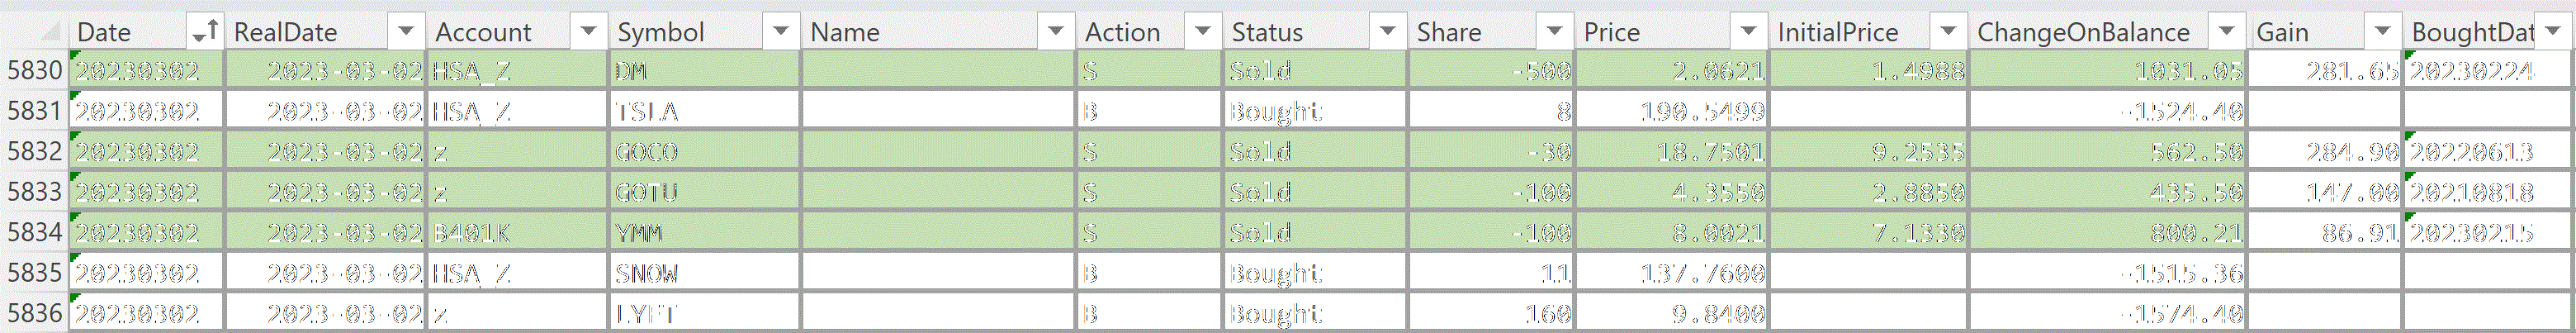 Date RealDate Account Symbol Name Action Status Share Price InitialPrice ChangeOnBalance Gain BoughtDat
5830 20230302 2023-03-02 HSA_Z DM S Sold -500 2.0621 1.4988 1031.05 281.65 20230224
5831 20230302 2023-03-02 HSA_Z TSLA B Bought 8 190.5499 -1524.40
5832 20230302 2023-03-02 z GOCO S Sold -30 18.7501 9.2535 562.50 284.90 20220613
5833 20230302 2023-03-02 z GOTU S Sold -100 4.3550 2.8850 435.50 147.00 20210818
5834 20230302 2023-03-02 B401K YMM S Sold -100 8.0021 7.1330 800.21 86.91 20230215
5835 20230302 2023-03-02 HSA_Z SNOW B Bought 11 137.7600 -1515.36
5836 20230302 2023-03-02 z LYFT B Bought 160 9.8400 -1574.40